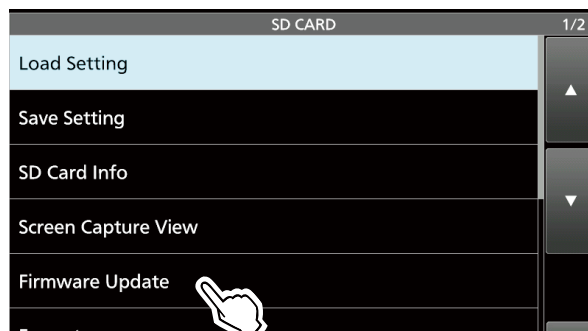 SD CARD 1/2
Load Setting
Save Setting
SD Card Info
Screen Capture View
Firmware Update